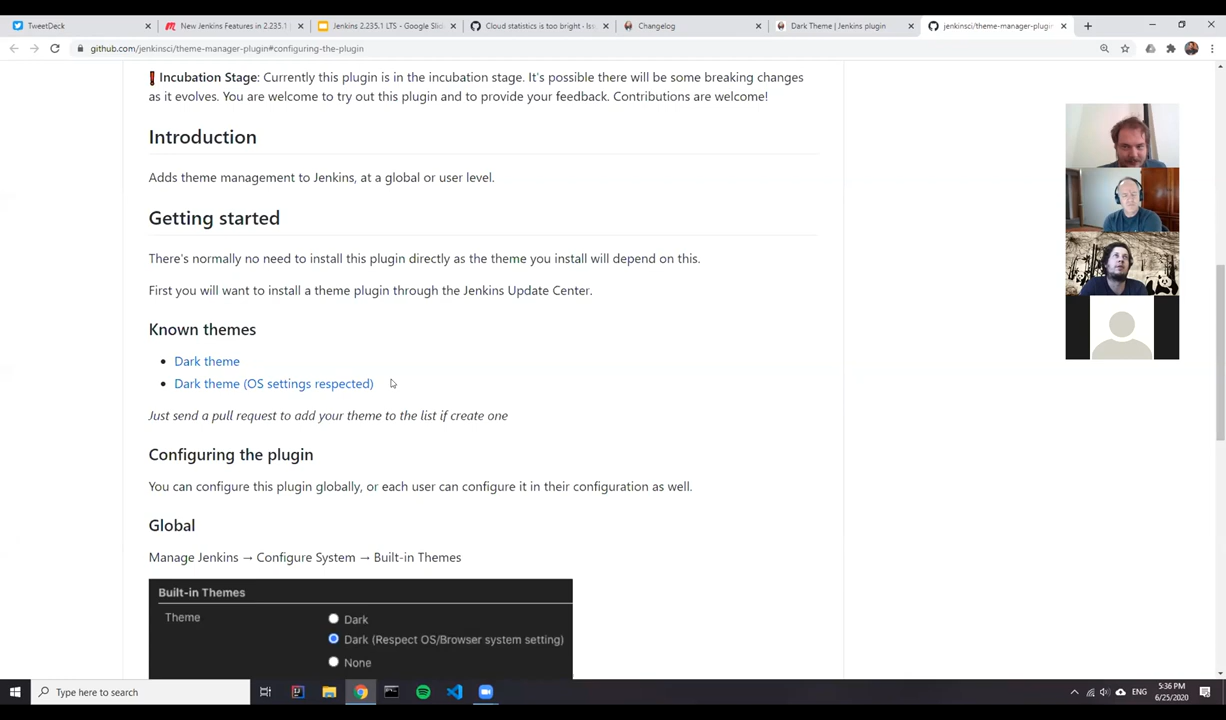 TweetDeck
New Jenkins Features in 2.235.1
Jenkins 2.235.1 LTS - Google Slid
Cloud statistics is too bright · Iss
Changelog
Dark Theme | Jenkins plugin
jenkinsci/theme-manager-plugin
github.com/jenkinsci/theme-manager-plugin#configuring-the-plugin
Incubation Stage: Currently this plugin is in the incubation stage. It's possible there will be some breaking changes
as it evolves. You are welcome to try out this plugin and to provide your feedback. Contributions are welcome!
Introduction
Adds theme management to Jenkins, at a global or user level.
Getting started
There's normally no need to install this plugin directly as the theme you install will depend on this.
First you will want to install a theme plugin through the Jenkins Update Center.
Known themes
• Dark theme
• Dark theme (OS settings respected)
Just send a pull request to add your theme to the list if create one
Configuring the plugin
You can configure this plugin globally, or each user can configure it in their configuration as well.
Global
Manage Jenkins → Configure System → Built-in Themes
Built-in Themes
Theme
Dark
Dark (Respect OS/Browser system setting)
None
Type here to search
ENG
5:36 PM
6/25/2020